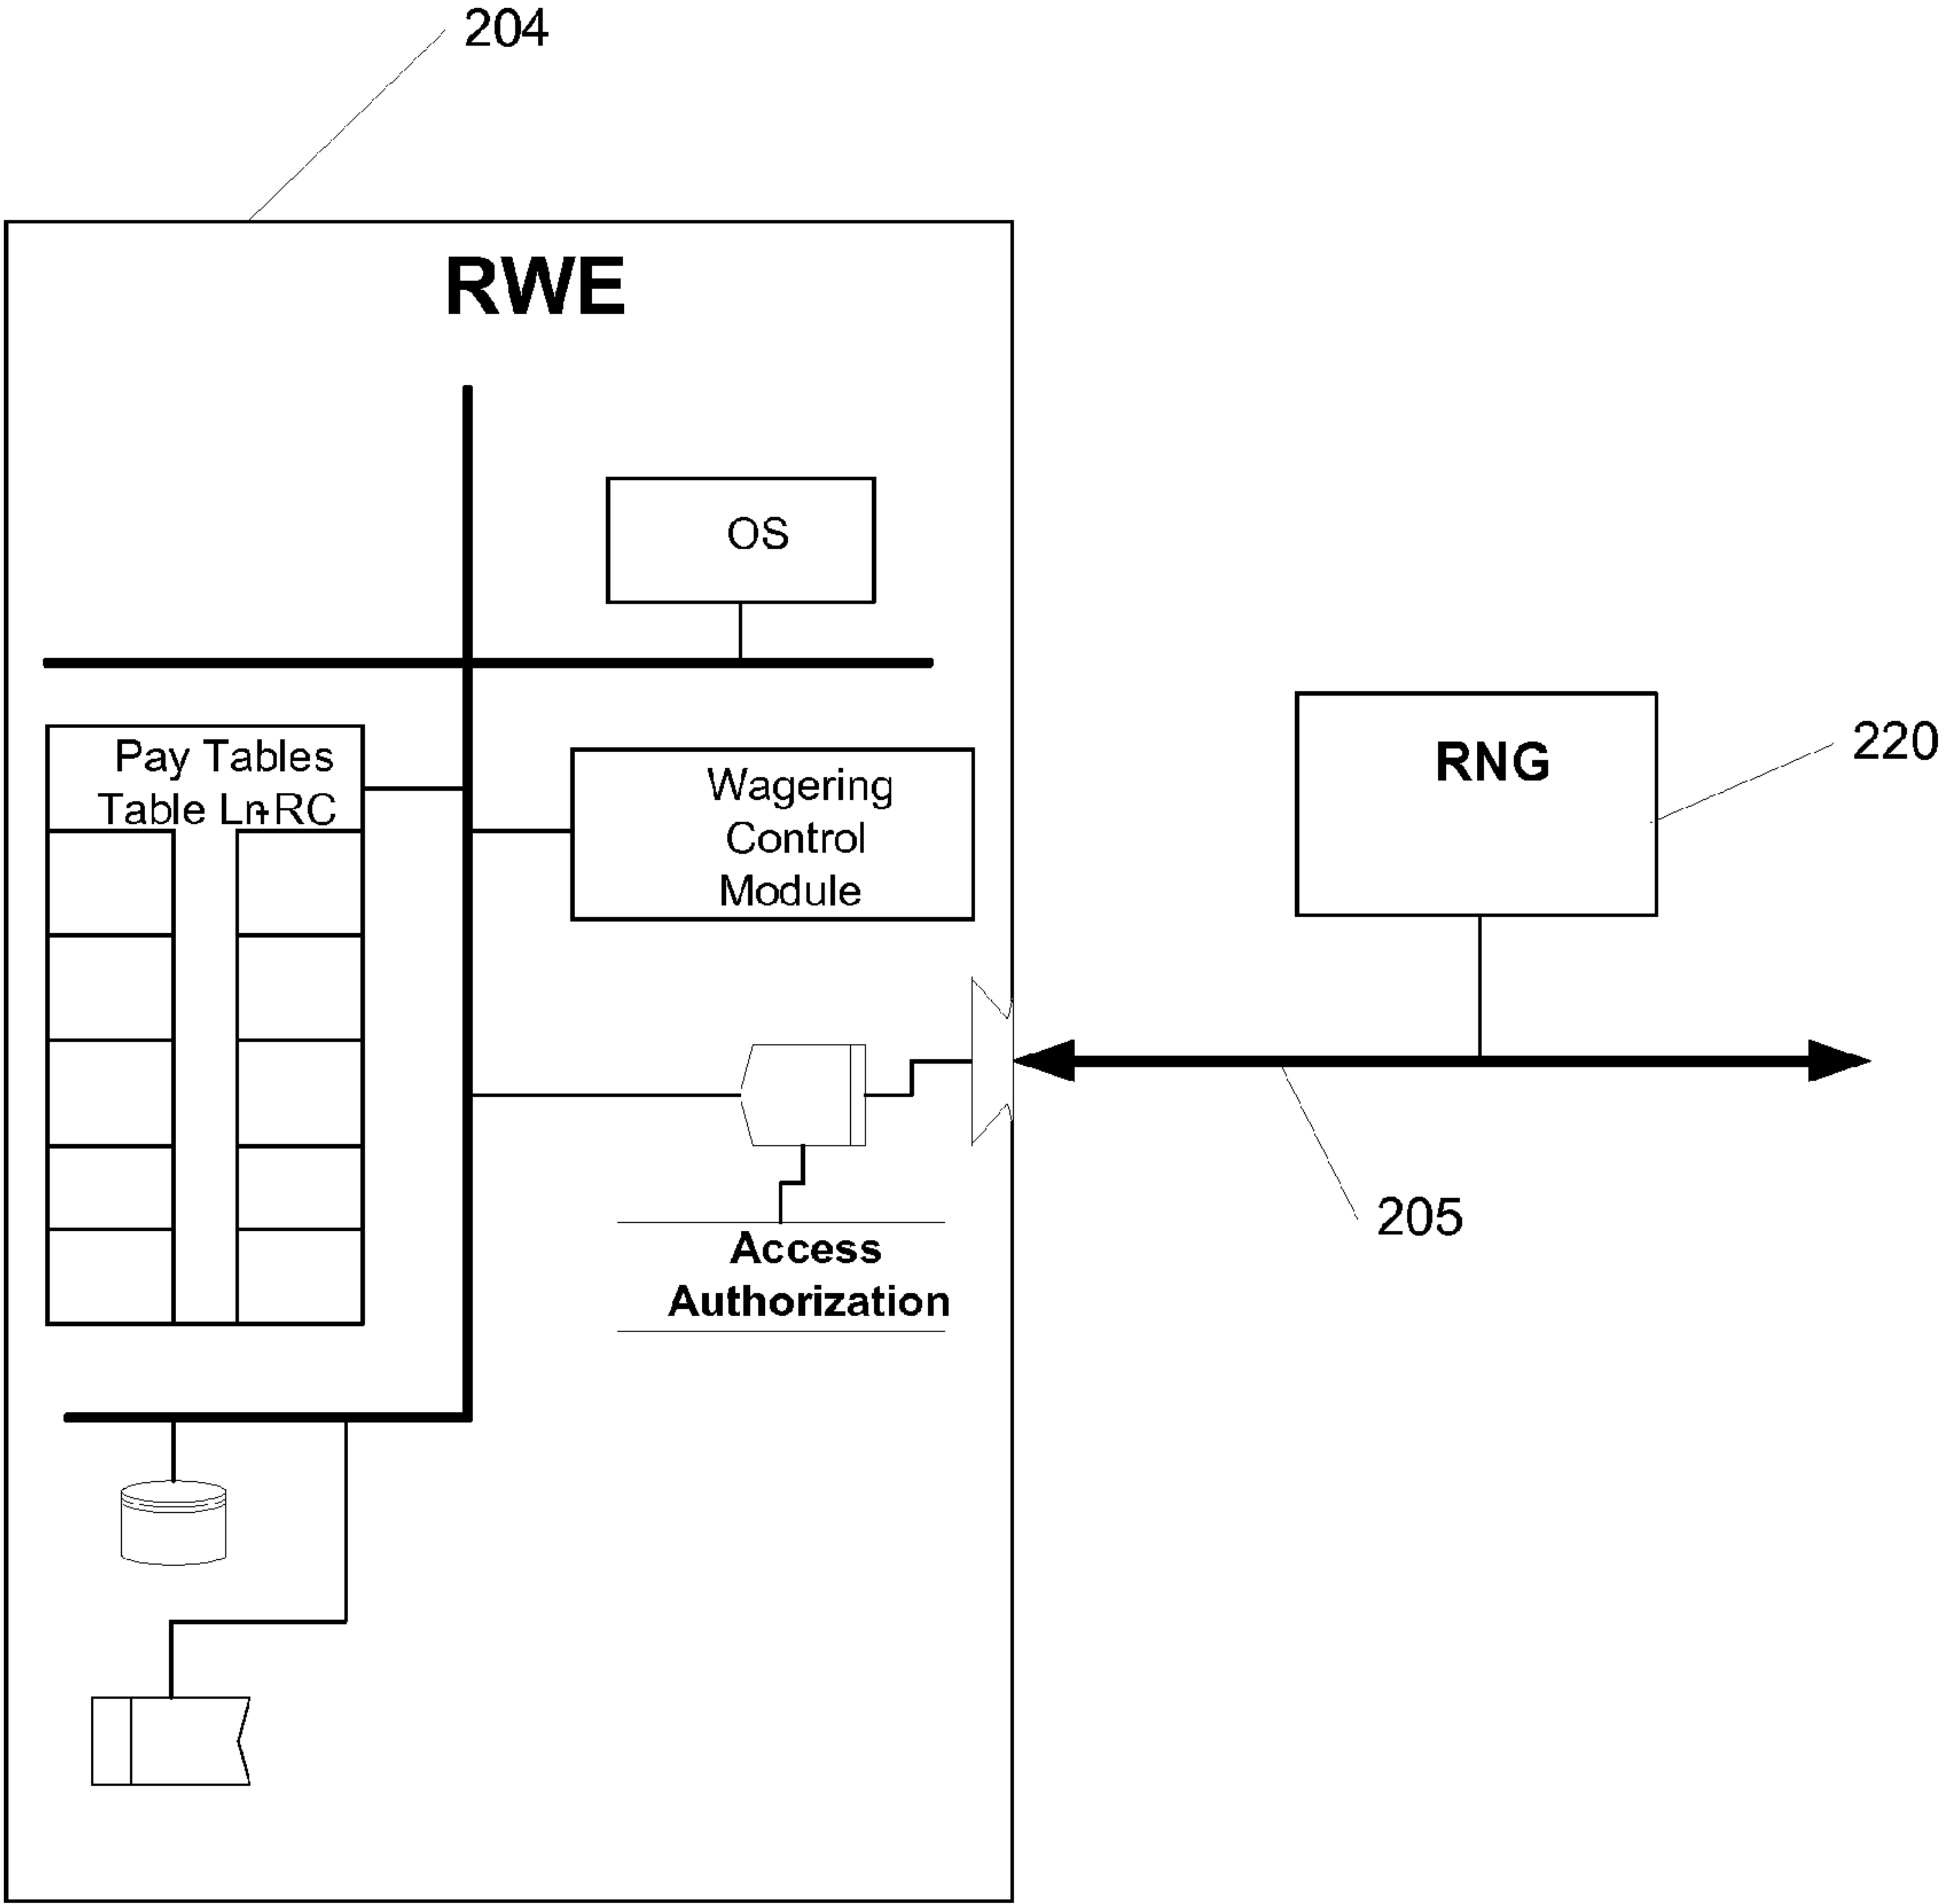 204
RWE
OS
Pay Tables
Table Ln-RC
Wagering
Control
Module
RNG
220
205
Access
Authorization